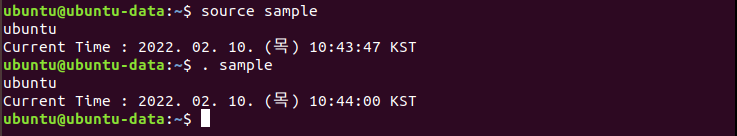 ubuntu@ubuntu-data:~$ source sample
ubuntu
Current Time : 2022. 02. 10. (목) 10:43:47 KST
ubuntu@ubuntu-data:~$ . sample
ubuntu
Current Time : 2022. 02. 10. (목) 10:44:00 KST
ubuntu@ubuntu-data:~$